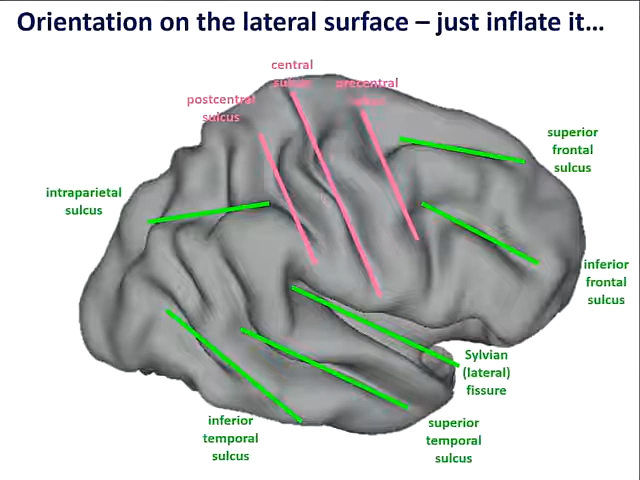 Orientation on the lateral surface – just inflate it...
central
sulcus
precentral
sulcus
postcentral
sulcus
superior
frontal
sulcus
intraparietal
sulcus
inferior
frontal
sulcus
Sylvian
(lateral)
fissure
inferior
temporal
sulcus
superior
temporal
sulcus